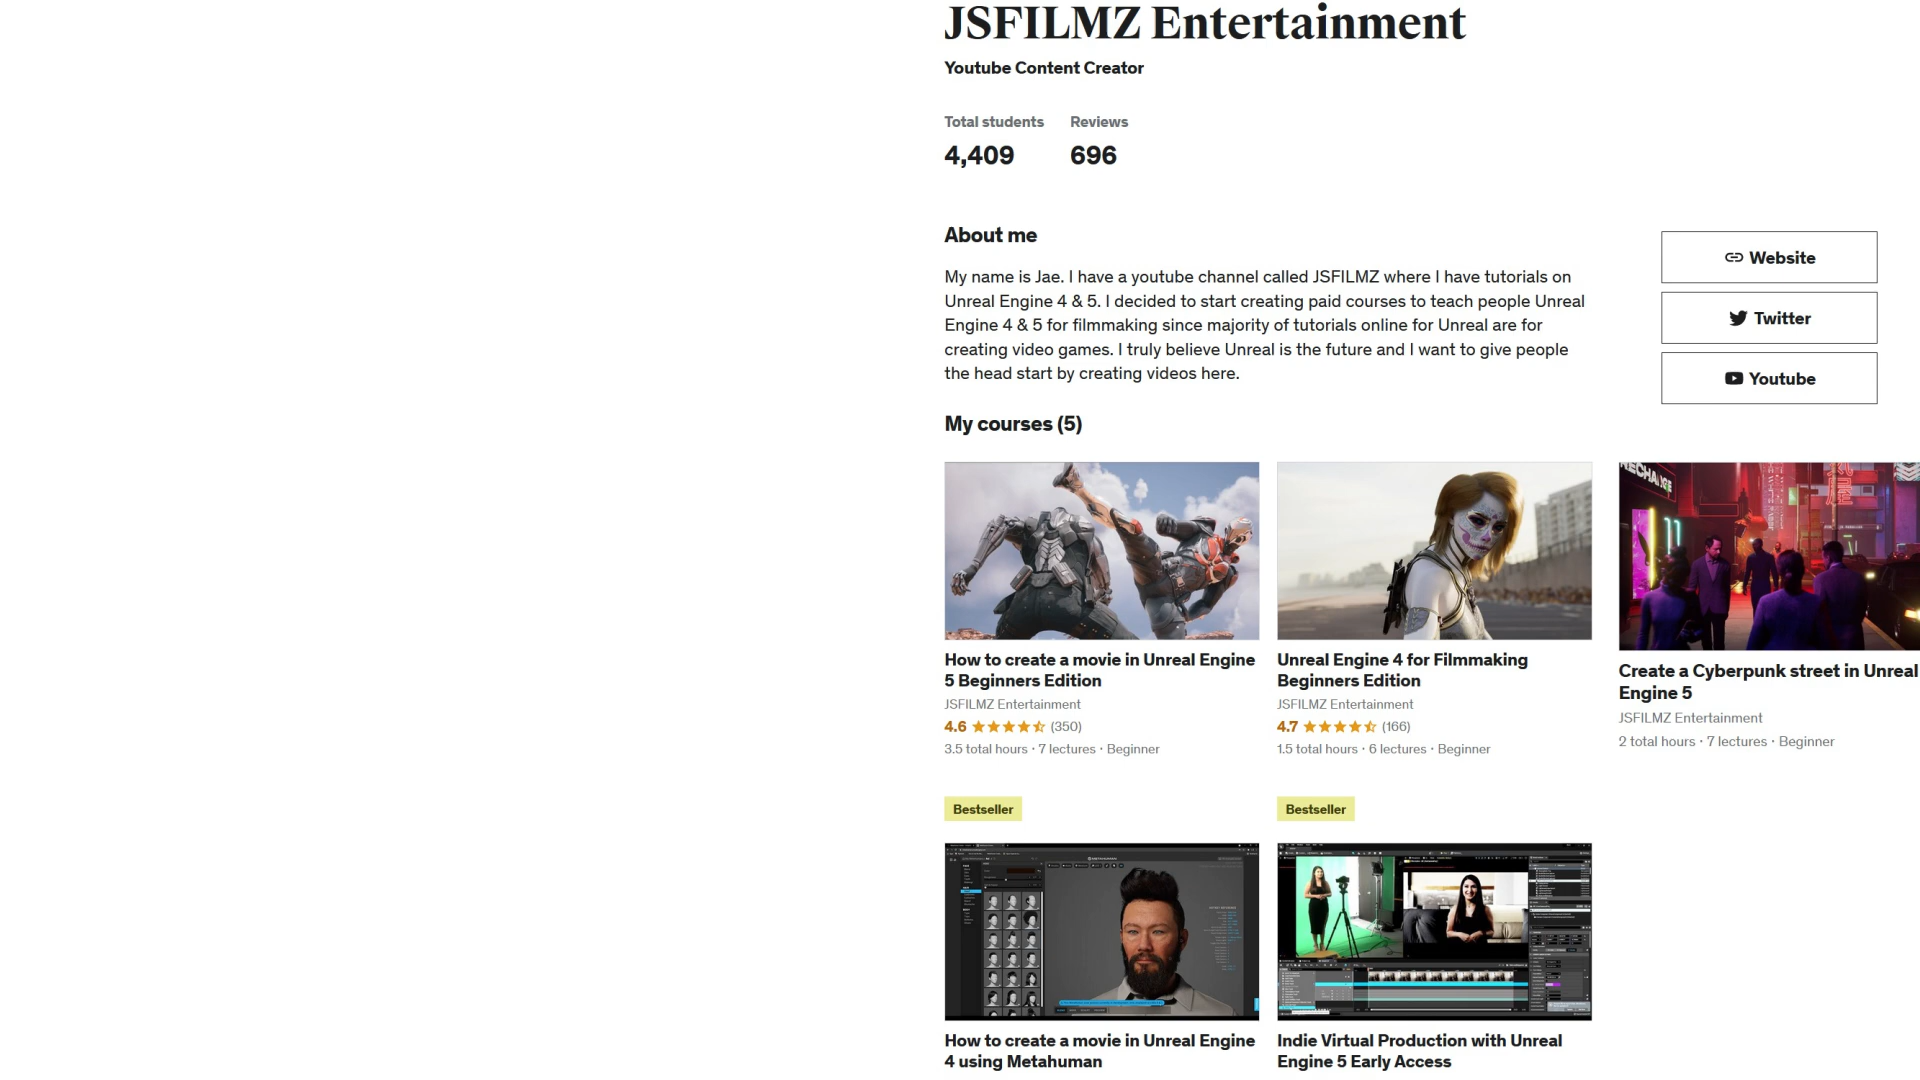 JSFILMZ Entertainment
Youtube Content Creator
Total students
Reviews
4,409
696
About me
My name is Jae. I have a youtube channel called JSFILMZ where I have tutorials on
Unreal Engine 4 & 5. I decided to start creating paid courses to teach people Unreal
Engine 4 & 5 for filmmaking since majority of tutorials online for Unreal are for
creating video games. I truly believe Unreal is the future and I want to give people
the head start by creating videos here.
Website
Twitter
Youtube
My courses (5)
How to create a movie in Unreal Engine
5 Beginners Edition
JSFILMZ Entertainment
4.6 (350)
3.5 total hours · 7 lectures · Beginner
Bestseller
Unreal Engine 4 for Filmmaking
Beginners Edition
JSFILMZ Entertainment
4.7 (166)
1.5 total hours · 6 lectures · Beginner
Bestseller
Create a Cyberpunk street in Unreal
Engine 5
JSFILMZ Entertainment
2 total hours · 7 lectures · Beginner
How to create a movie in Unreal Engine
4 using Metahuman
Indie Virtual Production with Unreal
Engine 5 Early Access